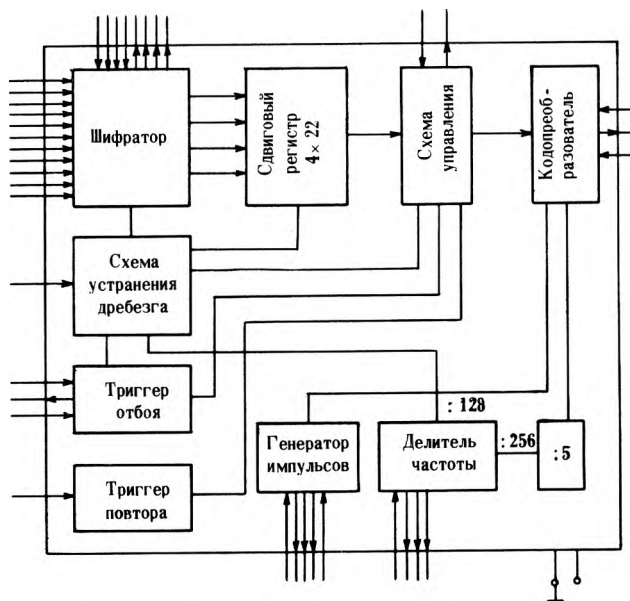 Шифратор
Сдвиговый
регистр
4 × 22
Схема
управления
Кодопреоб-
разователь
Схема
устранения
дребезга
Триггер
отбоя
Триггер
повтора
Генератор
импульсов
: 128
Делитель
частоты
: 256
: 5